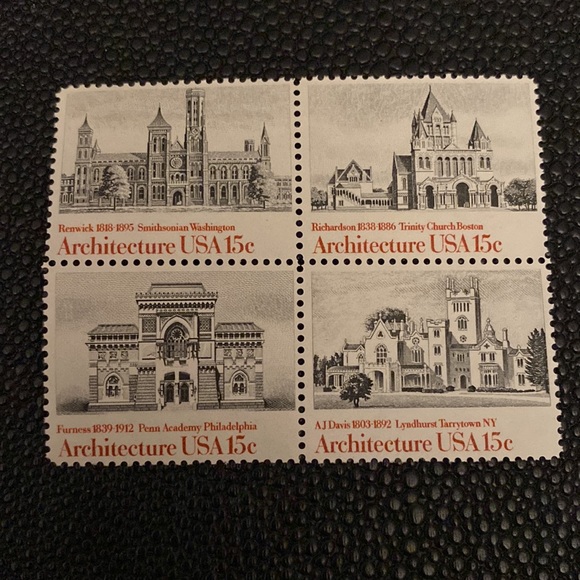 Renwick 1818-1895 Smithsonian Washington
Architecture USA 15c
Richardson 1838-1886 Trinity Church Boston
Architecture USA 15c
Furness 1839-1912 Penn Academy Philadelphia
Architecture USA 15c
AJ Davis 1803-1892 Lyndhurst Tarrytown NY
Architecture USA 15c